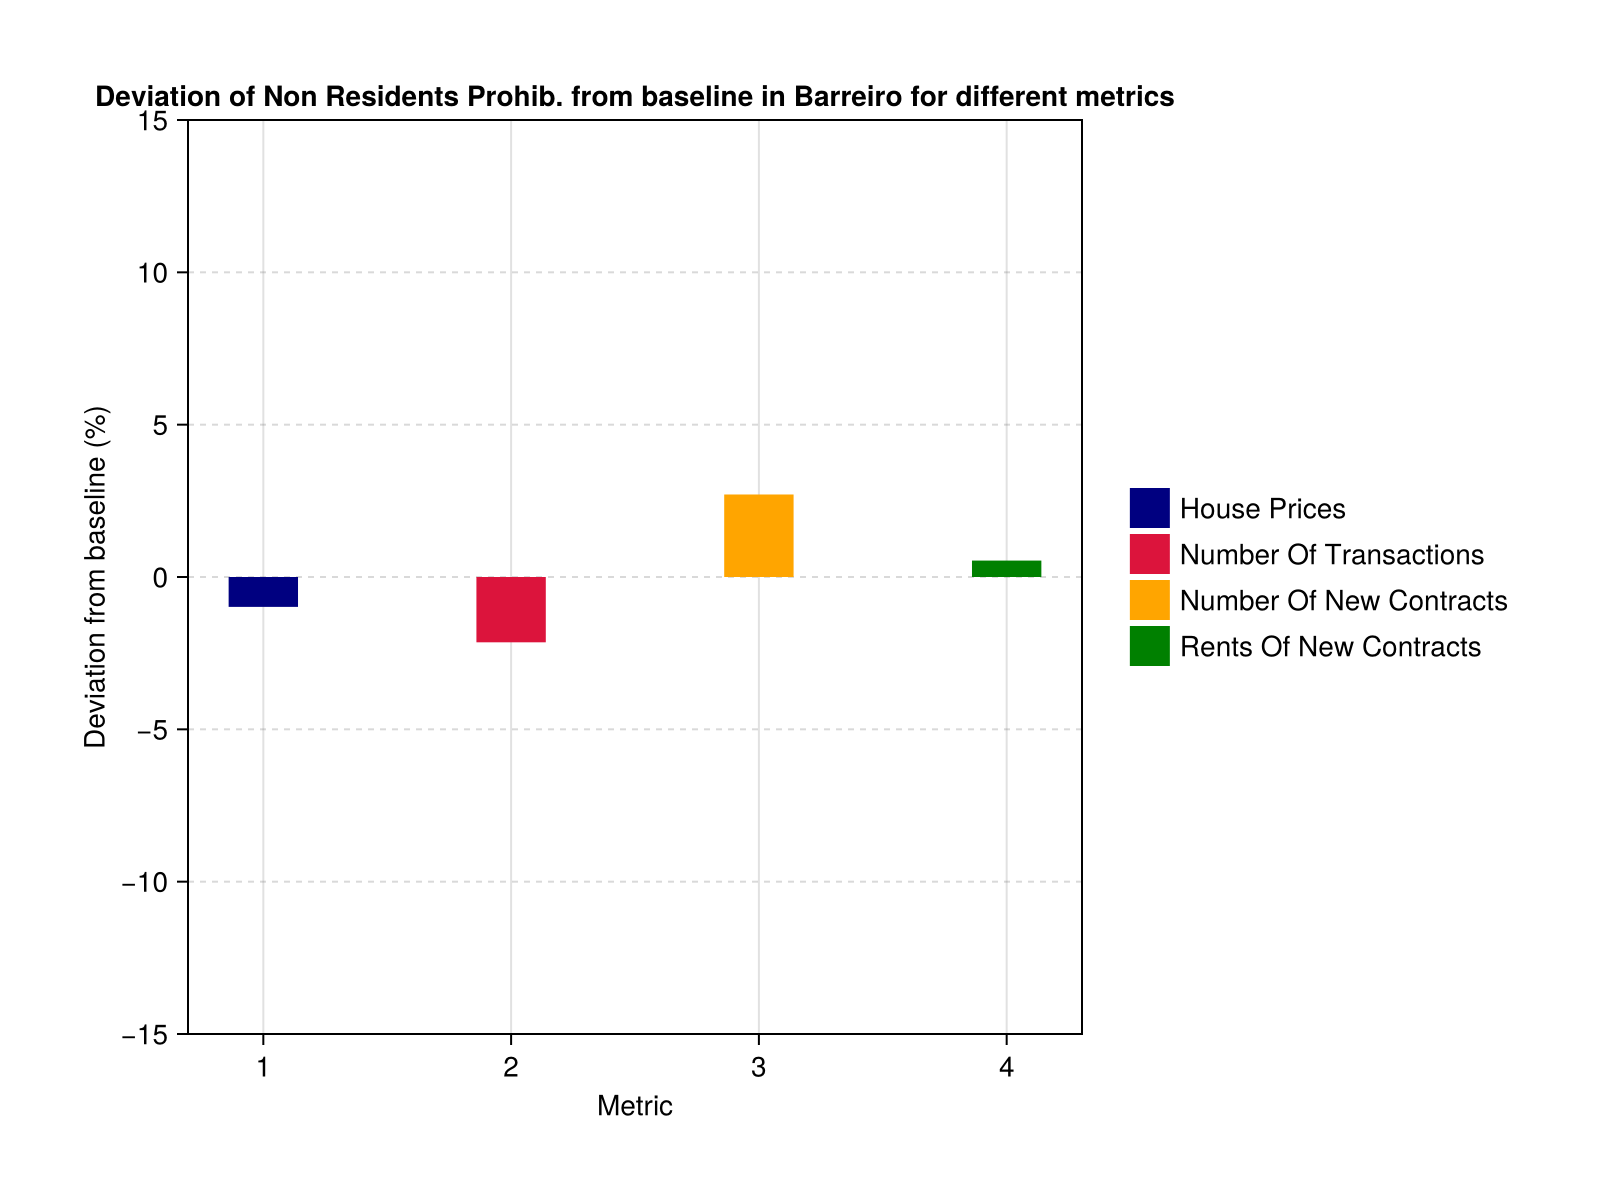 Deviation of Non Residents Prohib. from baseline in Barreiro for different metrics
15
10
5
0
−5
−10
−15
Deviation from baseline (%)
1 2 3 4
Metric
House Prices
Number Of Transactions
Number Of New Contracts
Rents Of New Contracts